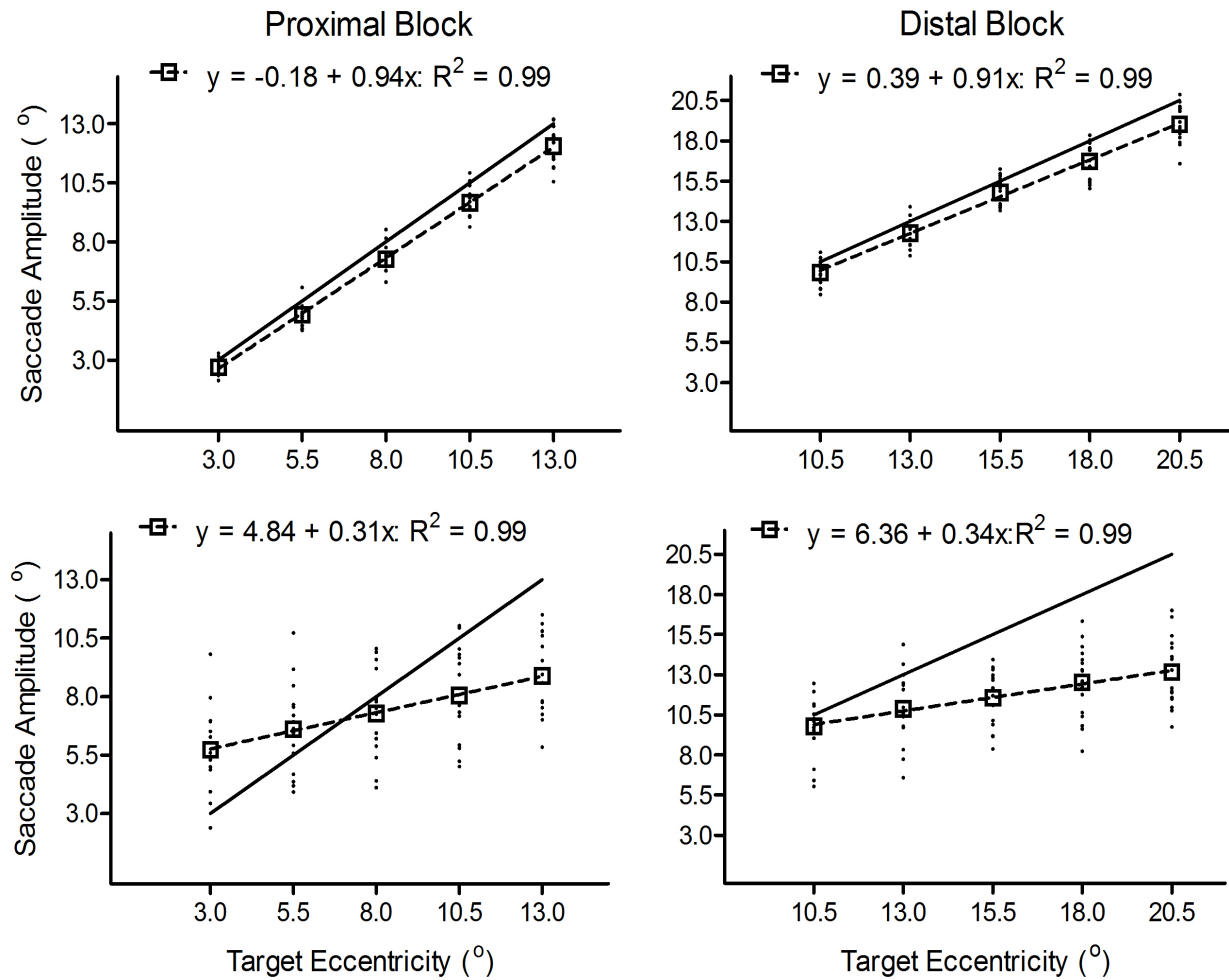 Proximal Block
Distal Block
y = -0.18 + 0.94x: R² = 0.99
y = 0.39 + 0.91x: R² = 0.99
Saccade Amplitude ( °)
13.0
10.5
8.0
5.5
3.0
3.0 5.5 8.0 10.5 13.0
20.5
18.0
15.5
13.0
10.5
8.0
5.5
3.0
10.5 13.0 15.5 18.0 20.5
y = 4.84 + 0.31x: R² = 0.99
y = 6.36 + 0.34x:R² = 0.99
Saccade Amplitude ( °)
13.0
10.5
8.0
5.5
3.0
3.0 5.5 8.0 10.5 13.0
Target Eccentricity (°)
20.5
18.0
15.5
13.0
10.5
8.0
5.5
3.0
10.5 13.0 15.5 18.0 20.5
Target Eccentricity (°)